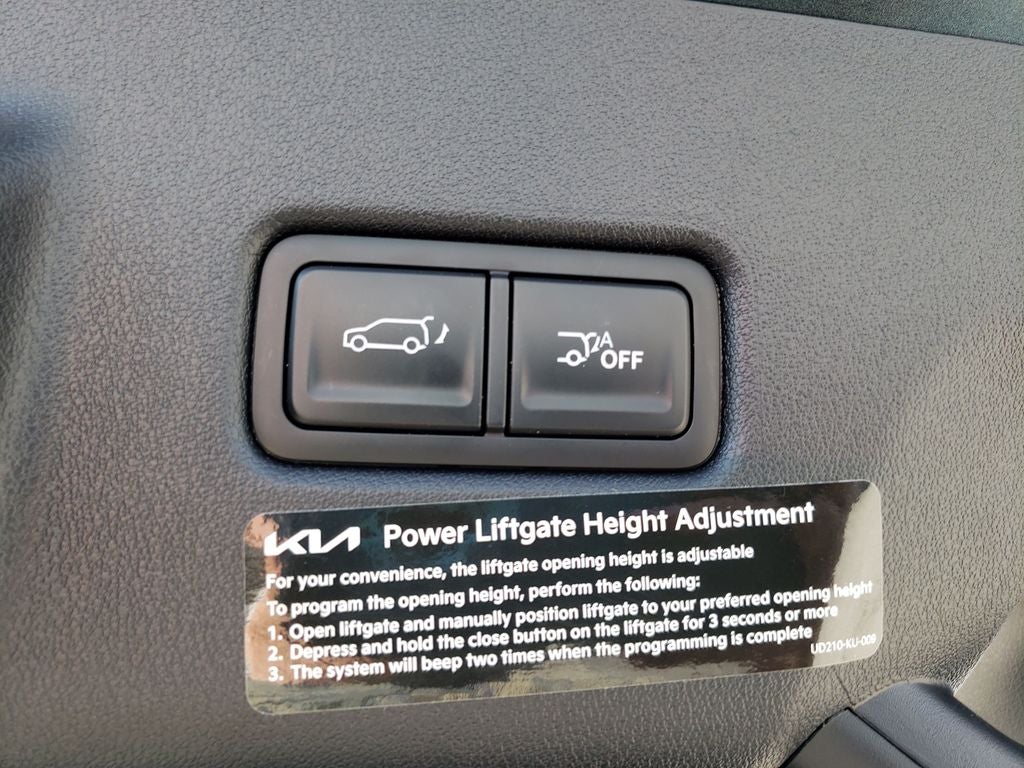 A
OFF
KIA Power Liftgate Height Adjustment
For your convenience, the liftgate opening height is adjustable
To program the opening height, perform the following:
1. Open liftgate and manually position liftgate to your preferred opening height
2. Depress and hold the close button on the liftgate for 3 seconds or more
3. The system will beep two times when the programming is complete
UD210-KU-009